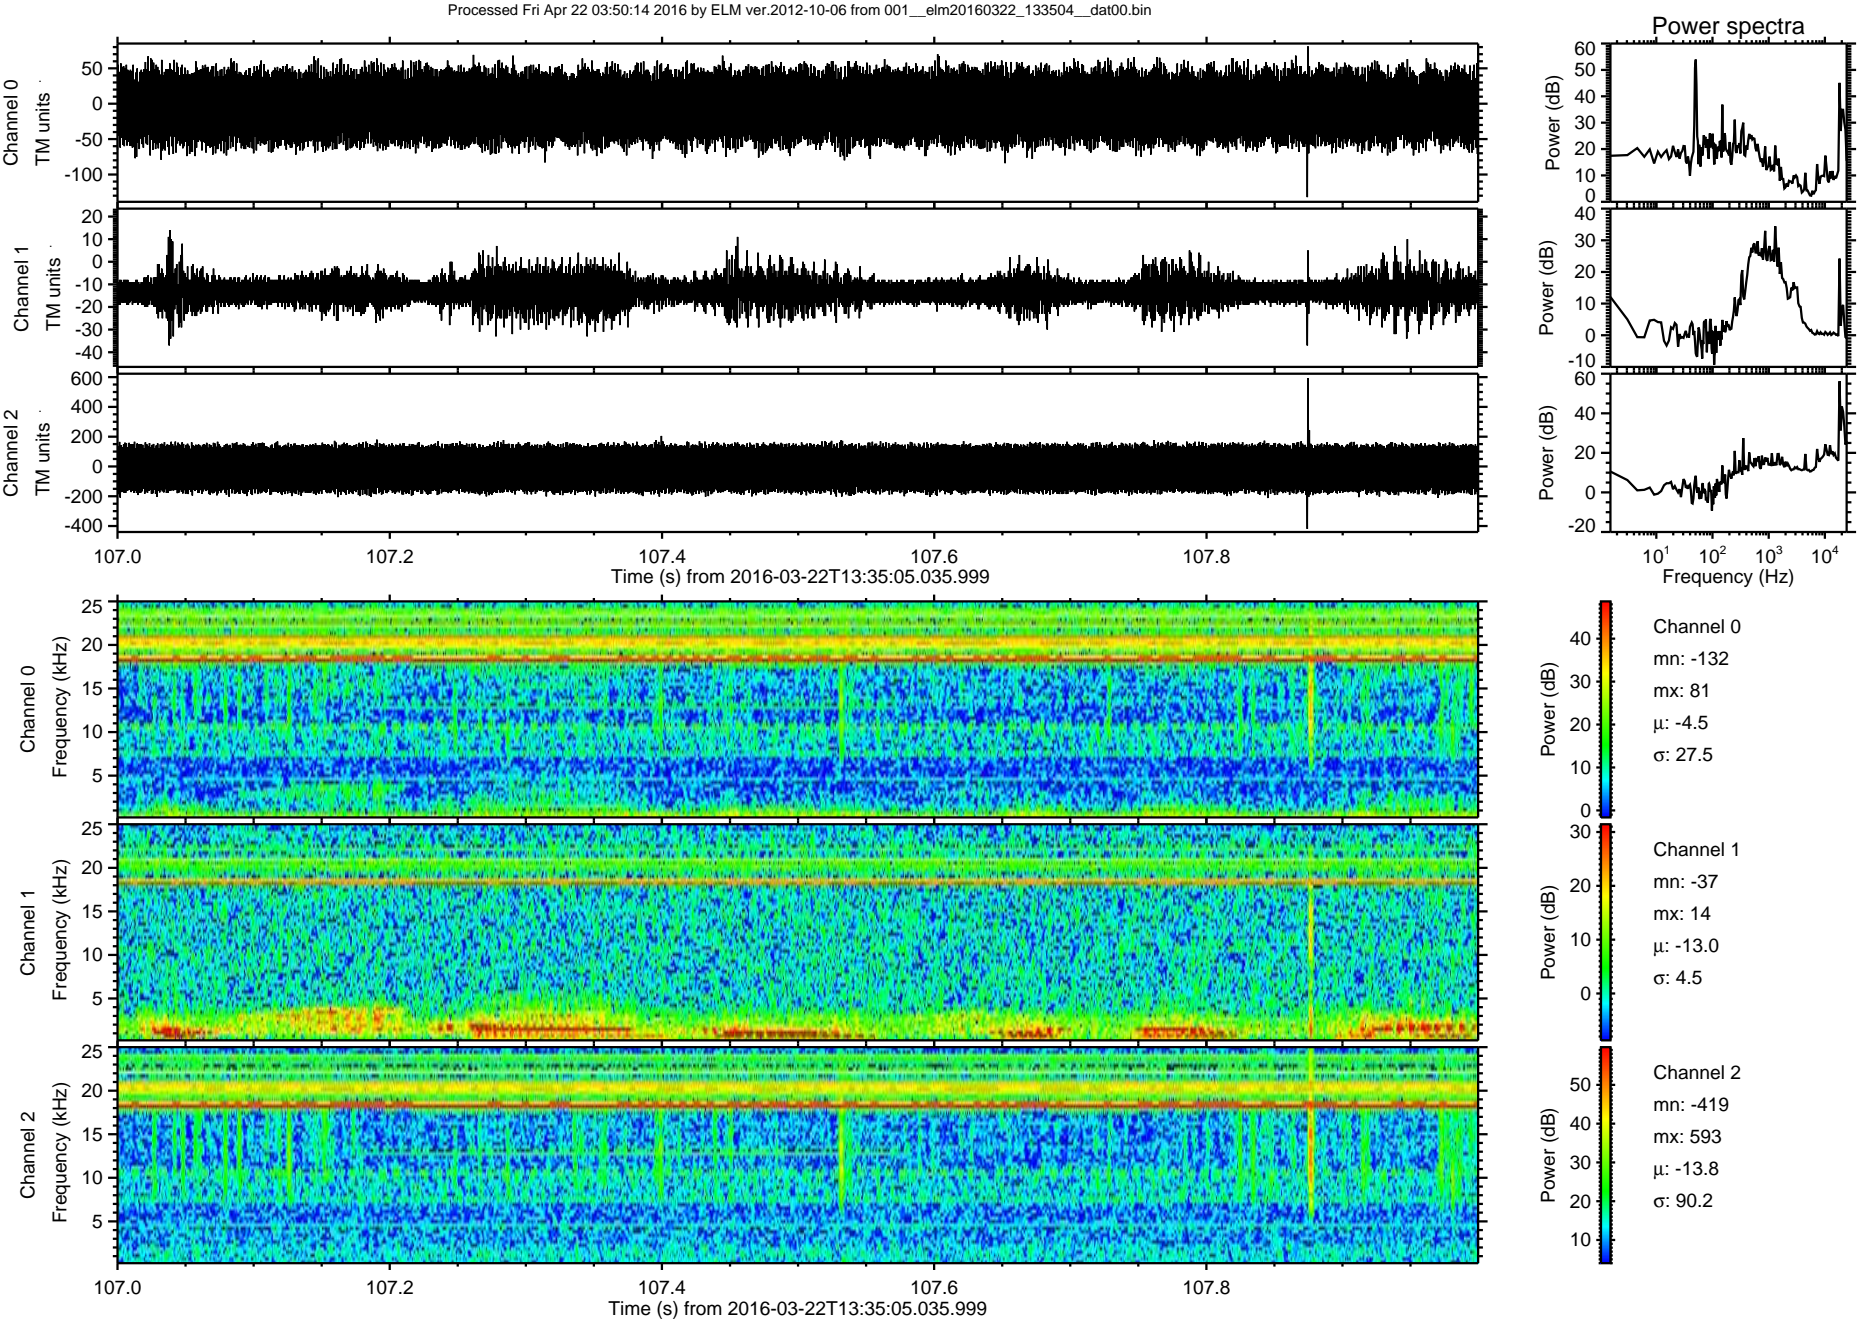 Processed Fri Apr 22 03:50:14 2016 by ELM ver.2012-10-06 from 001__elm20160322_133504__dat00.bin
Power spectra
Channel 0
TM units
50
0
-50
-100
Power (dB)
60
50
40
30
20
10
0
Channel 1
TM units
20
10
0
-10
-20
-30
-40
Power (dB)
40
30
20
10
0
-10
Channel 2
TM units
600
400
200
0
-200
-400
Power (dB)
60
40
20
0
-20
107.0 107.2 107.4 107.6 107.8
Time (s) from 2016-03-22T13:35:05.035.999
10^1 10^2 10^3 10^4
Frequency (Hz)
Channel 0
Frequency (kHz)
25
20
15
10
5
Power (dB)
40
30
20
10
0
Channel 0
mn: -132
mx: 81
μ: -4.5
σ: 27.5
Channel 1
Frequency (kHz)
25
20
15
10
5
Power (dB)
30
20
10
0
Channel 1
mn: -37
mx: 14
μ: -13.0
σ: 4.5
Channel 2
Frequency (kHz)
25
20
15
10
5
Power (dB)
50
40
30
20
10
Channel 2
mn: -419
mx: 593
μ: -13.8
σ: 90.2
107.0 107.2 107.4 107.6 107.8
Time (s) from 2016-03-22T13:35:05.035.999